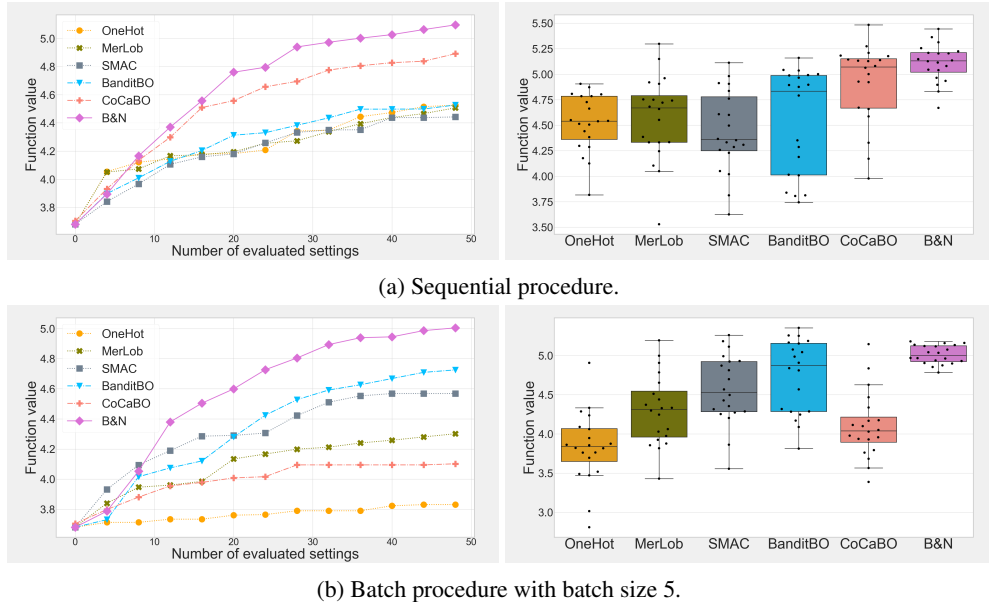 Function value
5.0
4.8
4.6
4.4
4.2
4.0
3.8
OneHot
MerLob
SMAC
BanditBO
CoCaBO
B&N
0 10 20 30 40 50
Number of evaluated settings
Function value
5.50
5.25
5.00
4.75
4.50
4.25
4.00
3.75
3.50
OneHot MerLob SMAC BanditBO CoCaBO B&N
(a) Sequential procedure.
Function value
5.0
4.8
4.6
4.4
4.2
4.0
3.8
OneHot
MerLob
SMAC
BanditBO
CoCaBO
B&N
0 10 20 30 40 50
Number of evaluated settings
Function value
5.0
4.5
4.0
3.5
3.0
OneHot MerLob SMAC BanditBO CoCaBO B&N
(b) Batch procedure with batch size 5.